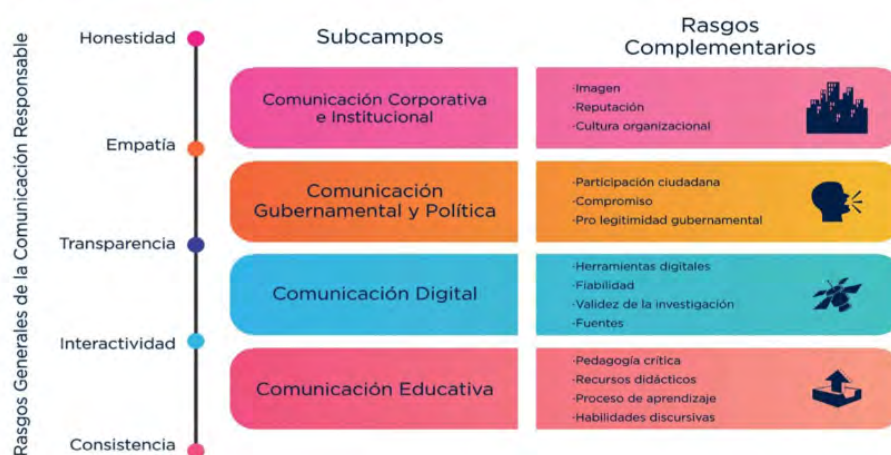 Rasgos Generales de la Comunicación Responsable
Honestidad
Empatía
Transparencia
Interactividad
Consistencia
Subcampos
Rasgos
Complementarios
Comunicación Corporativa
e Institucional
·Imagen
·Reputación
·Cultura organizacional
Comunicación
Gubernamental y Política
·Participación ciudadana
·Compromiso
·Pro legitimidad gubernamental
Comunicación Digital
·Herramientas digitales
·Fiabilidad
·Validez de la investigación
·Fuentes
Comunicación Educativa
·Pedagogía crítica
·Recursos didácticos
·Proceso de aprendizaje
·Habilidades discursivas